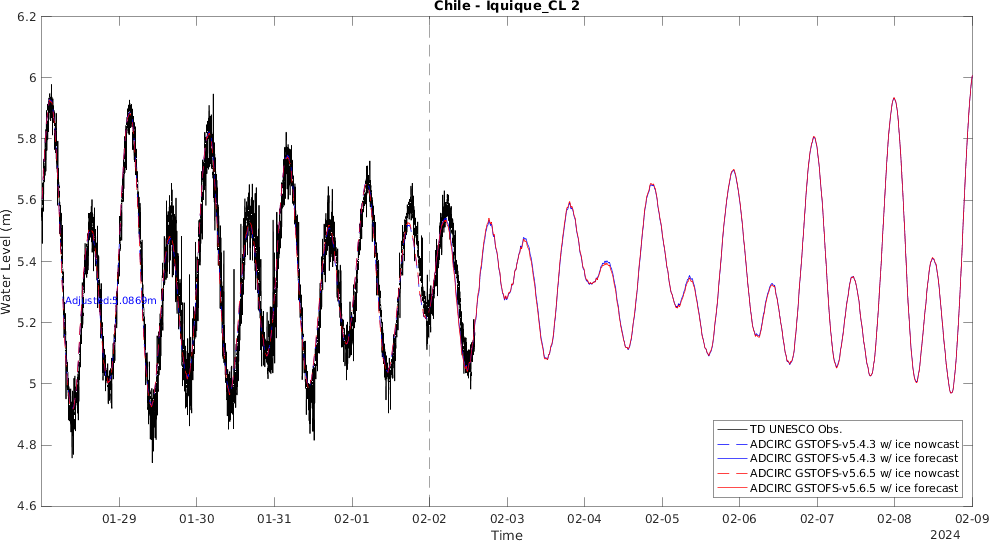 Chile - Iquique_CL 2
6.2
6
5.8
5.6
5.4
5.2
5
4.8
4.6
Water Level (m)
Adjusted:5.0869m
TD UNESCO Obs.
ADCIRC GSTOFS-v5.4.3 w/ ice nowcast
ADCIRC GSTOFS-v5.4.3 w/ ice forecast
ADCIRC GSTOFS-v5.6.5 w/ ice nowcast
ADCIRC GSTOFS-v5.6.5 w/ ice forecast
01-29 01-30 01-31 02-01 02-02 02-03 02-04 02-05 02-06 02-07 02-08 02-09
Time
2024